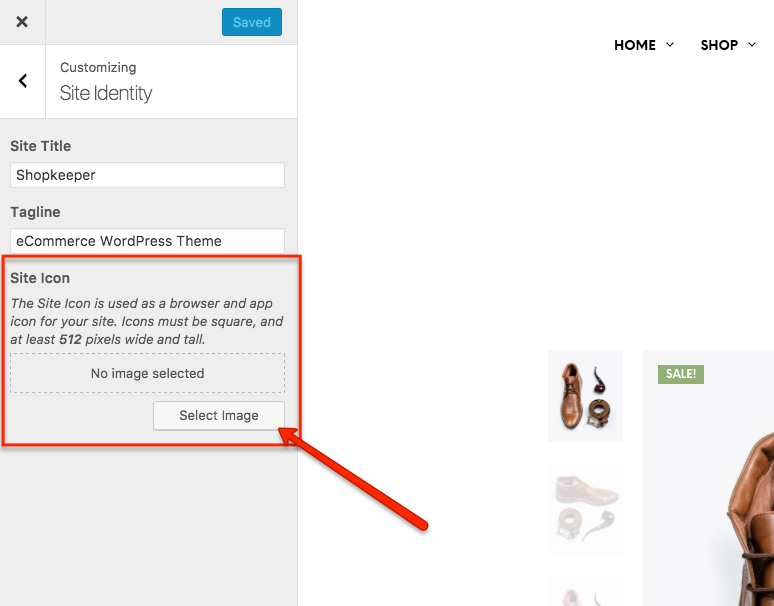 Saved
Customizing
Site Identity
Site Title
Shopkeeper
Tagline
eCommerce WordPress Theme
Site Icon
The Site Icon is used as a browser and app
icon for your site. Icons must be square, and
at least 512 pixels wide and tall.
No image selected
Select Image
HOME SHOP
SALE!